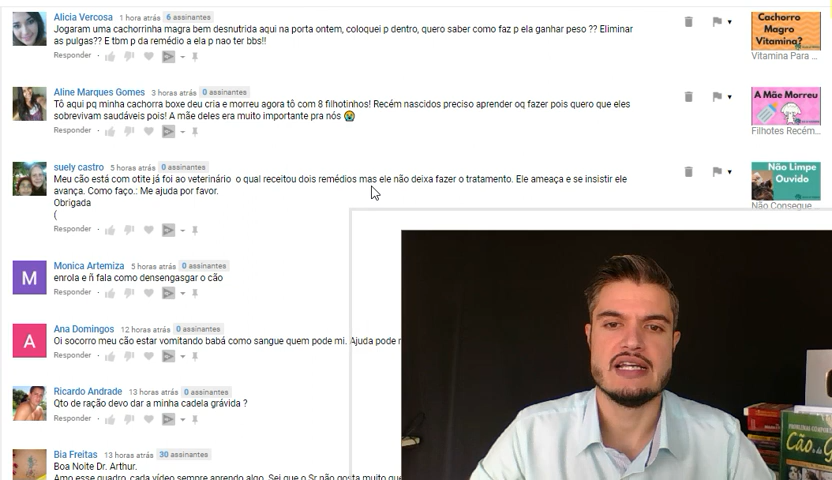 Alicia Vercosa 1 hora atrás 6 assinantes
Jogaram uma cachorrinha magra bem desnutrida aqui na porta ontem, coloquei p dentro, quero saber como faz p ela ganhar peso ?? Eliminar
as pulgas?? E tbm p da remédio a ela p nao ter bbs!!
Responder
Cachorro
Magro
Vitamina?
Vitamina Para ...
Aline Marques Gomes 3 horas atrás 0 assinantes
Tô aqui pq minha cachorra boxe deu cria e morreu agora tô com 8 filhotinhos! Recém nascidos preciso aprender oq fazer pois quero que eles
sobrevivam saudáveis pois! A mãe deles era muito importante pra nós 😭
Responder
A Mãe Morreu
Filhotes Recém...
suely castro 5 horas atrás 0 assinantes
Meu cão está com otite já foi ao veterinário o qual receitou dois remédios mas ele não deixa fazer o tratamento. Ele ameaça e se insistir ele
avança. Como faço.: Me ajuda por favor.
Obrigada
(
Responder
Não Limpe
Ouvido
Não Consegue...
M
Monica Artemiza 5 horas atrás 0 assinantes
enrola e ñ fala como densengasgar o cão
Responder
A
Ana Domingos 12 horas atrás 0 assinantes
Oi socorro meu cão estar vomitando babá como sangue quem pode mi. Ajuda pode
Responder
Ricardo Andrade 13 horas atrás 0 assinantes
Qto de ração devo dar a minha cadela grávida ?
Responder
Bia Freitas 13 horas atrás 30 assinantes
Boa Noite Dr. Arthur.
Amo esse quadro, cada vídeo sempre aprendo algo. Sei que o Sr não gosta muito que
Cão